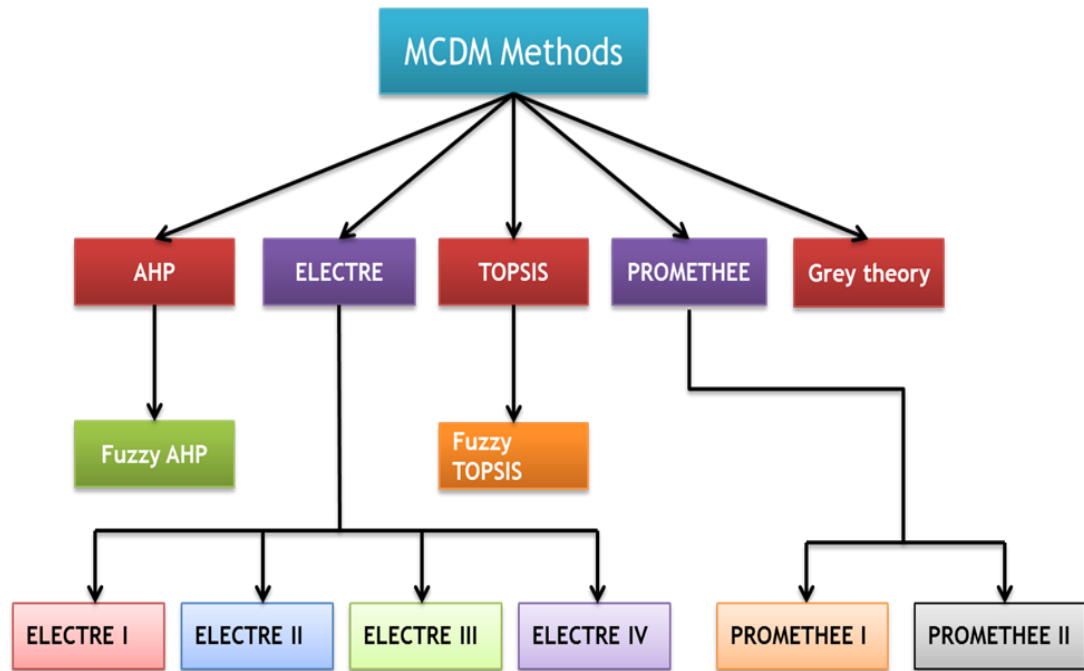 MCDM Methods
AHP
ELECTRE
TOPSIS
PROMETHEE
Grey theory
Fuzzy AHP
Fuzzy
TOPSIS
ELECTRE I
ELECTRE II
ELECTRE III
ELECTRE IV
PROMETHEE I
PROMETHEE II